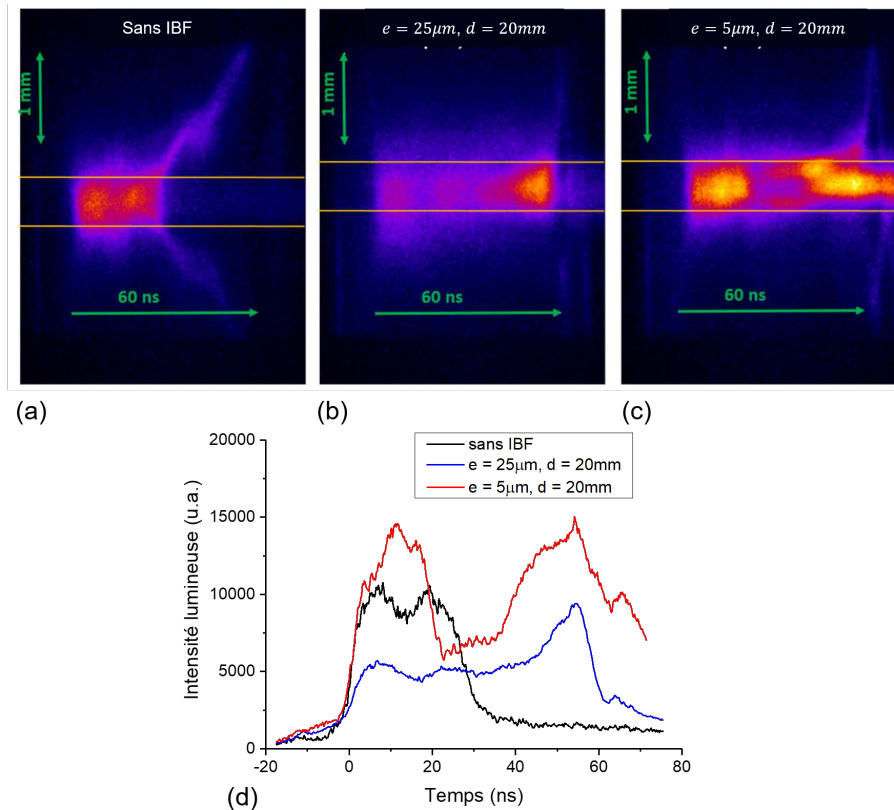 Sans IBF
e = 25μm, d = 20mm
e = 5μm, d = 20mm
1 mm
1 mm
1 mm
60 ns
60 ns
60 ns
(a)
(b)
(c)
20000
15000
10000
5000
0
Intensité lumineuse (u.a.)
sans IBF
e = 25μm, d = 20mm
e = 5μm, d = 20mm
-20
0
20
40
60
80
Temps (ns)
(d)